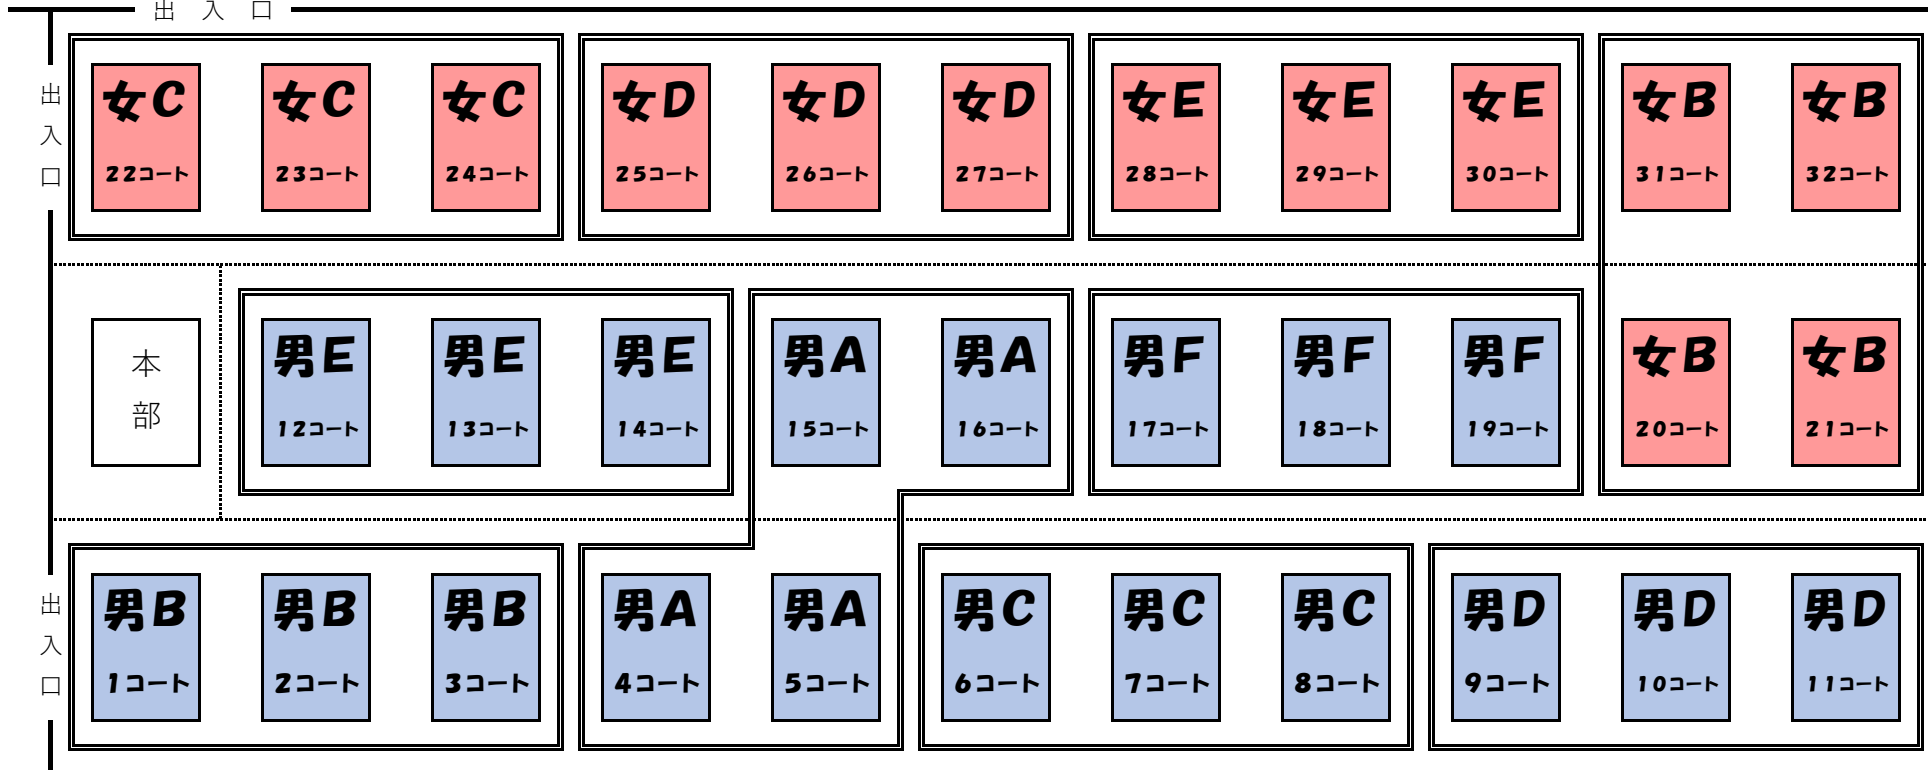 出入口
出入口
女C 女C 女C 女D 女D 女D 女E 女E 女E 女B 女B
22コート 23コート 24コート 25コート 26コート 27コート 28コート 29コート 30コート 31コート 32コート
本部
男E 男E 男E 男A 男A 男F 男F 男F 女B 女B
12コート 13コート 14コート 15コート 16コート 17コート 18コート 19コート 20コート 21コート
出入口
男B 男B 男B 男A 男A 男C 男C 男C 男D 男D 男D
1コート 2コート 3コート 4コート 5コート 6コート 7コート 8コート 9コート 10コート 11コート